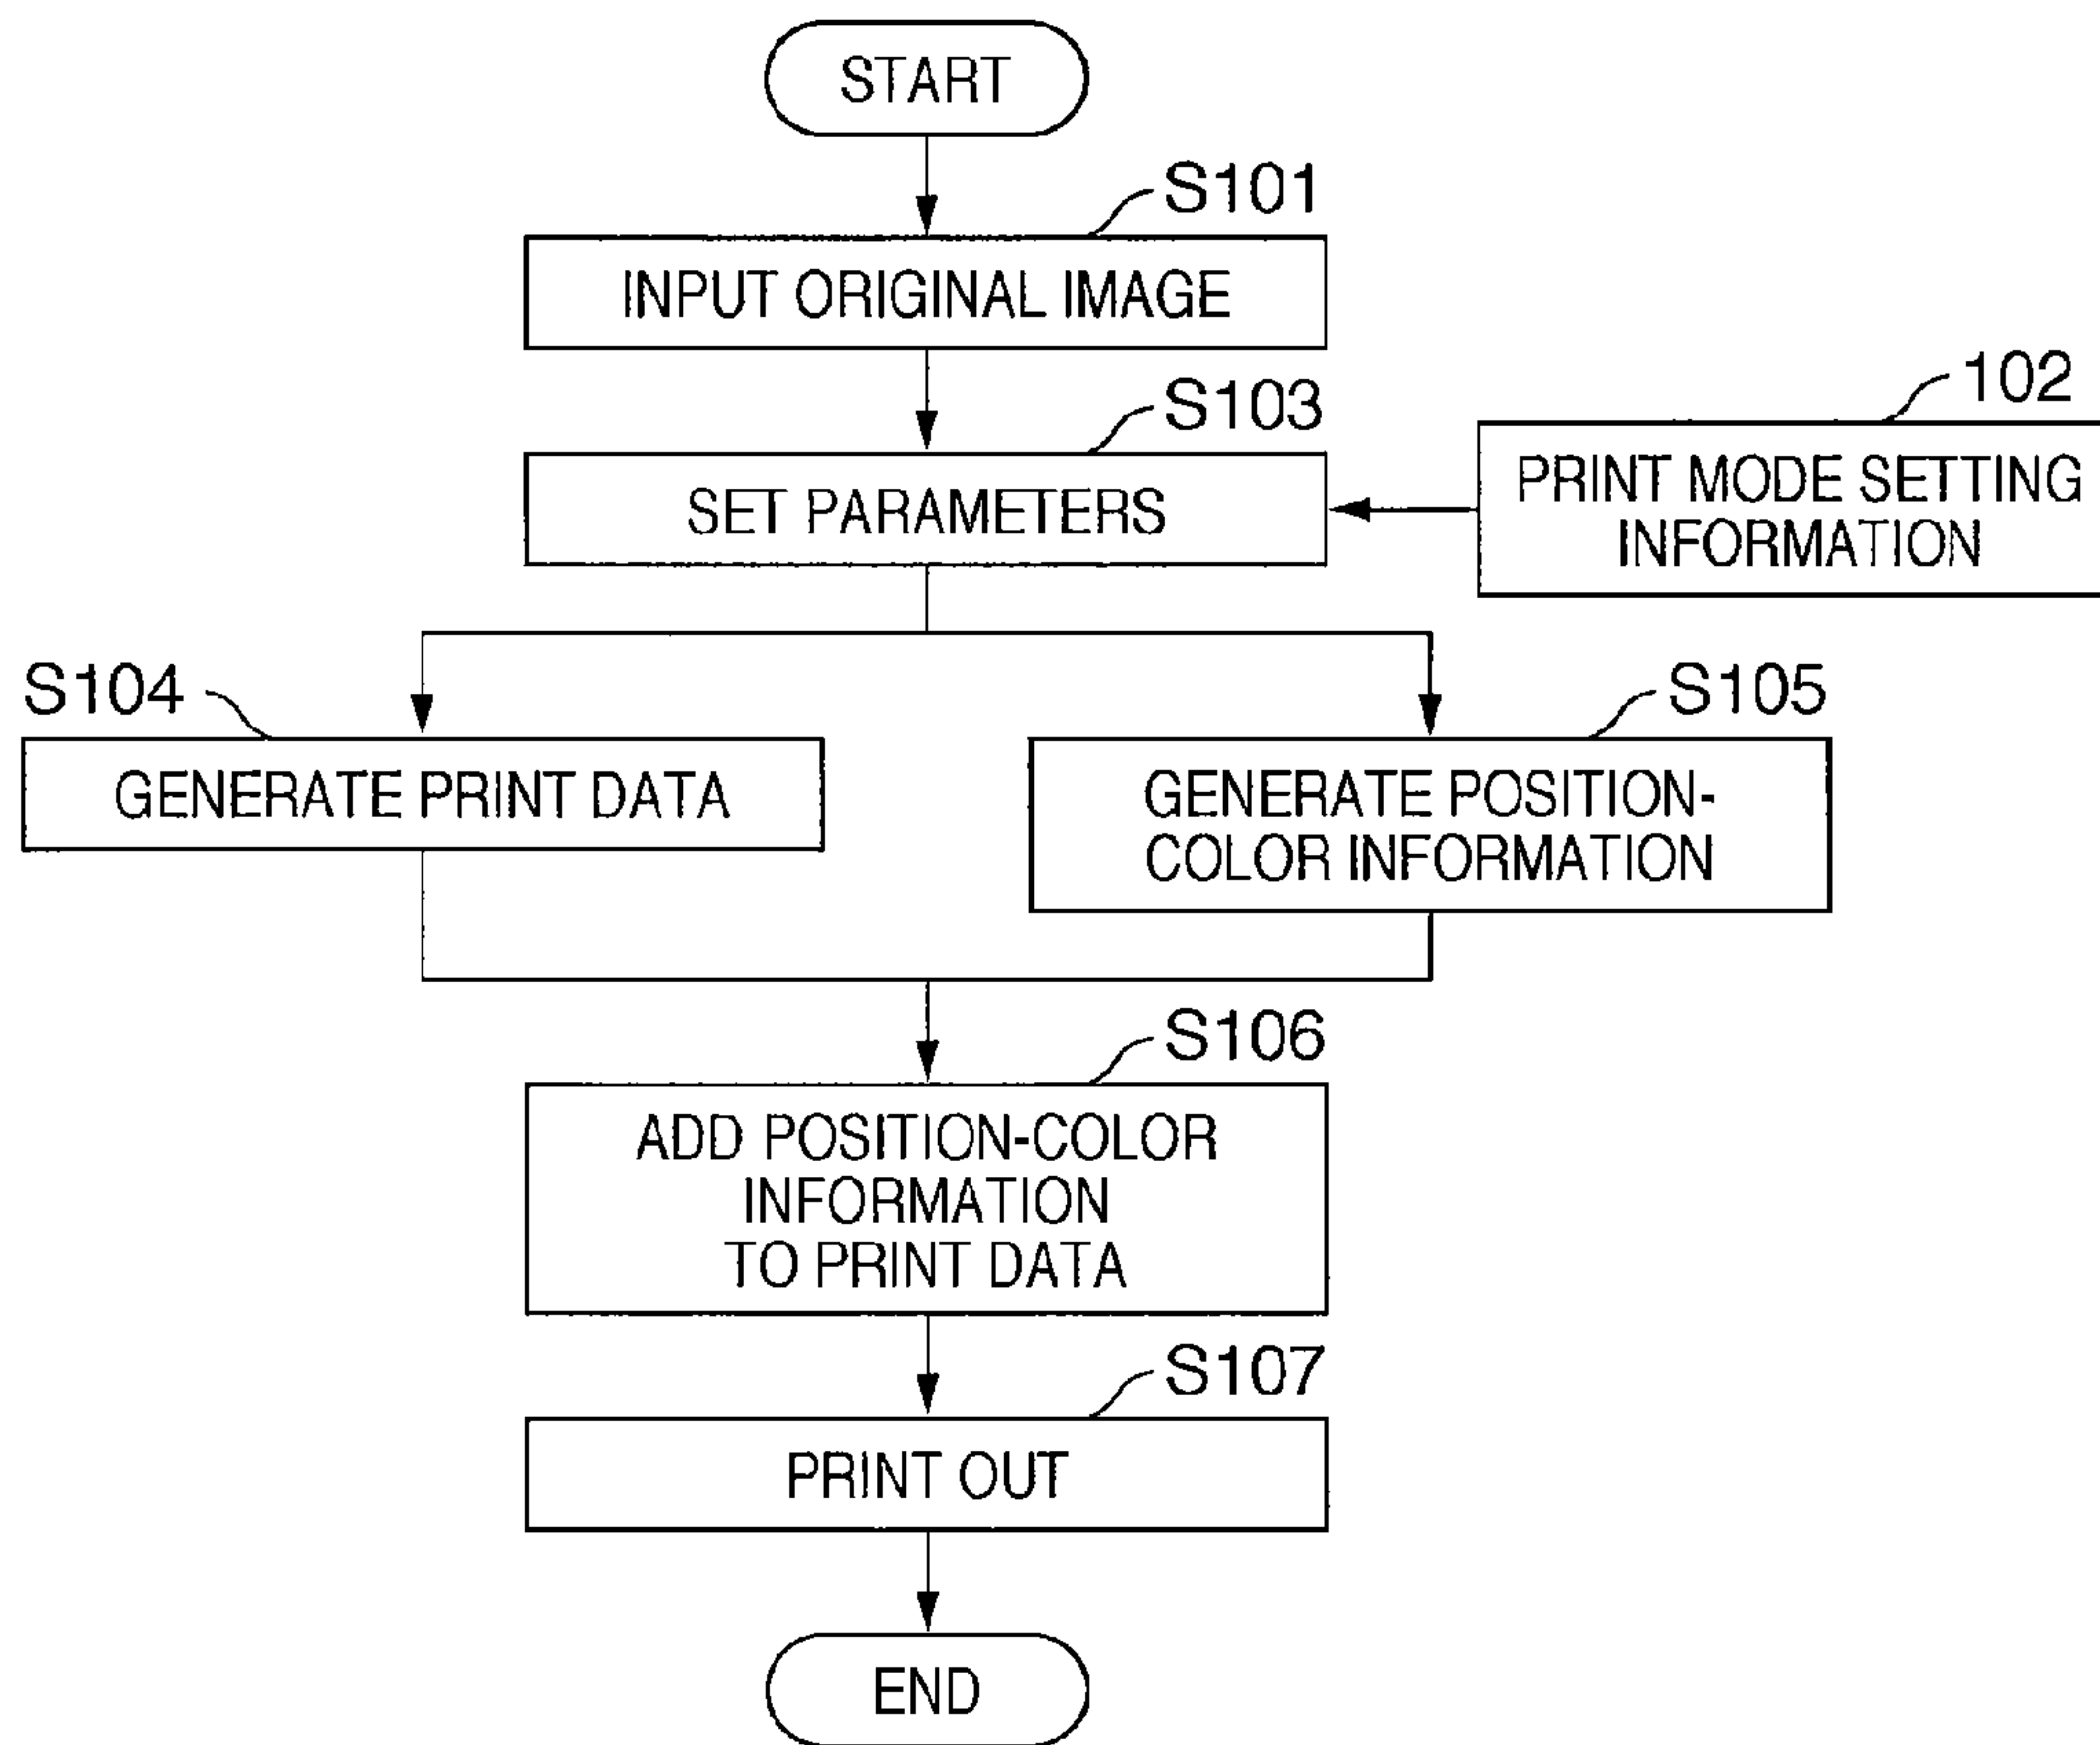 START
S101
INPUT ORIGINAL IMAGE
S103
102
SET PARAMETERS
PRINT MODE SETTING
INFORMATION
S104
S105
GENERATE PRINT DATA
GENERATE POSITION-
COLOR INFORMATION
S106
ADD POSITION-COLOR
INFORMATION
TO PRINT DATA
S107
PRINT OUT
END